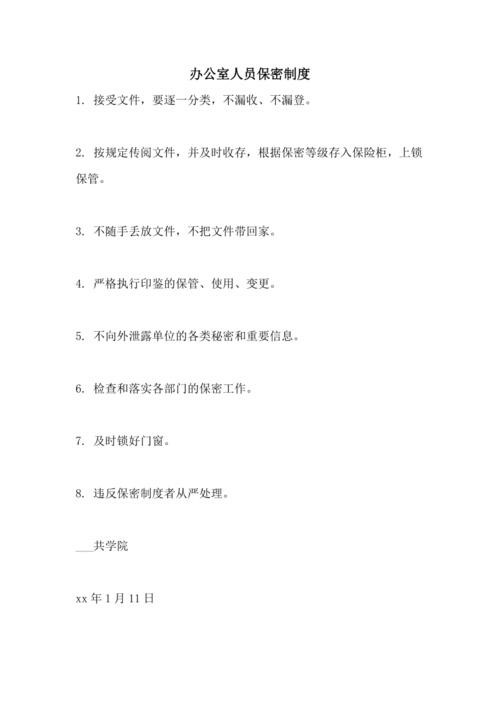 办公室人员保密制度
1. 接受文件，要逐一分类，不漏收、不漏登。
2. 按规定传阅文件，并及时收存，根据保密等级存入保险柜，上锁
保管。
3. 不随手丢放文件，不把文件带回家。
4. 严格执行印鉴的保管、使用、变更。
5. 不向外泄露单位的各类秘密和重要信息。
6. 检查和落实各部门的保密工作。
7. 及时锁好门窗。
8. 违反保密制度者从严处理。
___共学院
xx 年 1 月 11 日